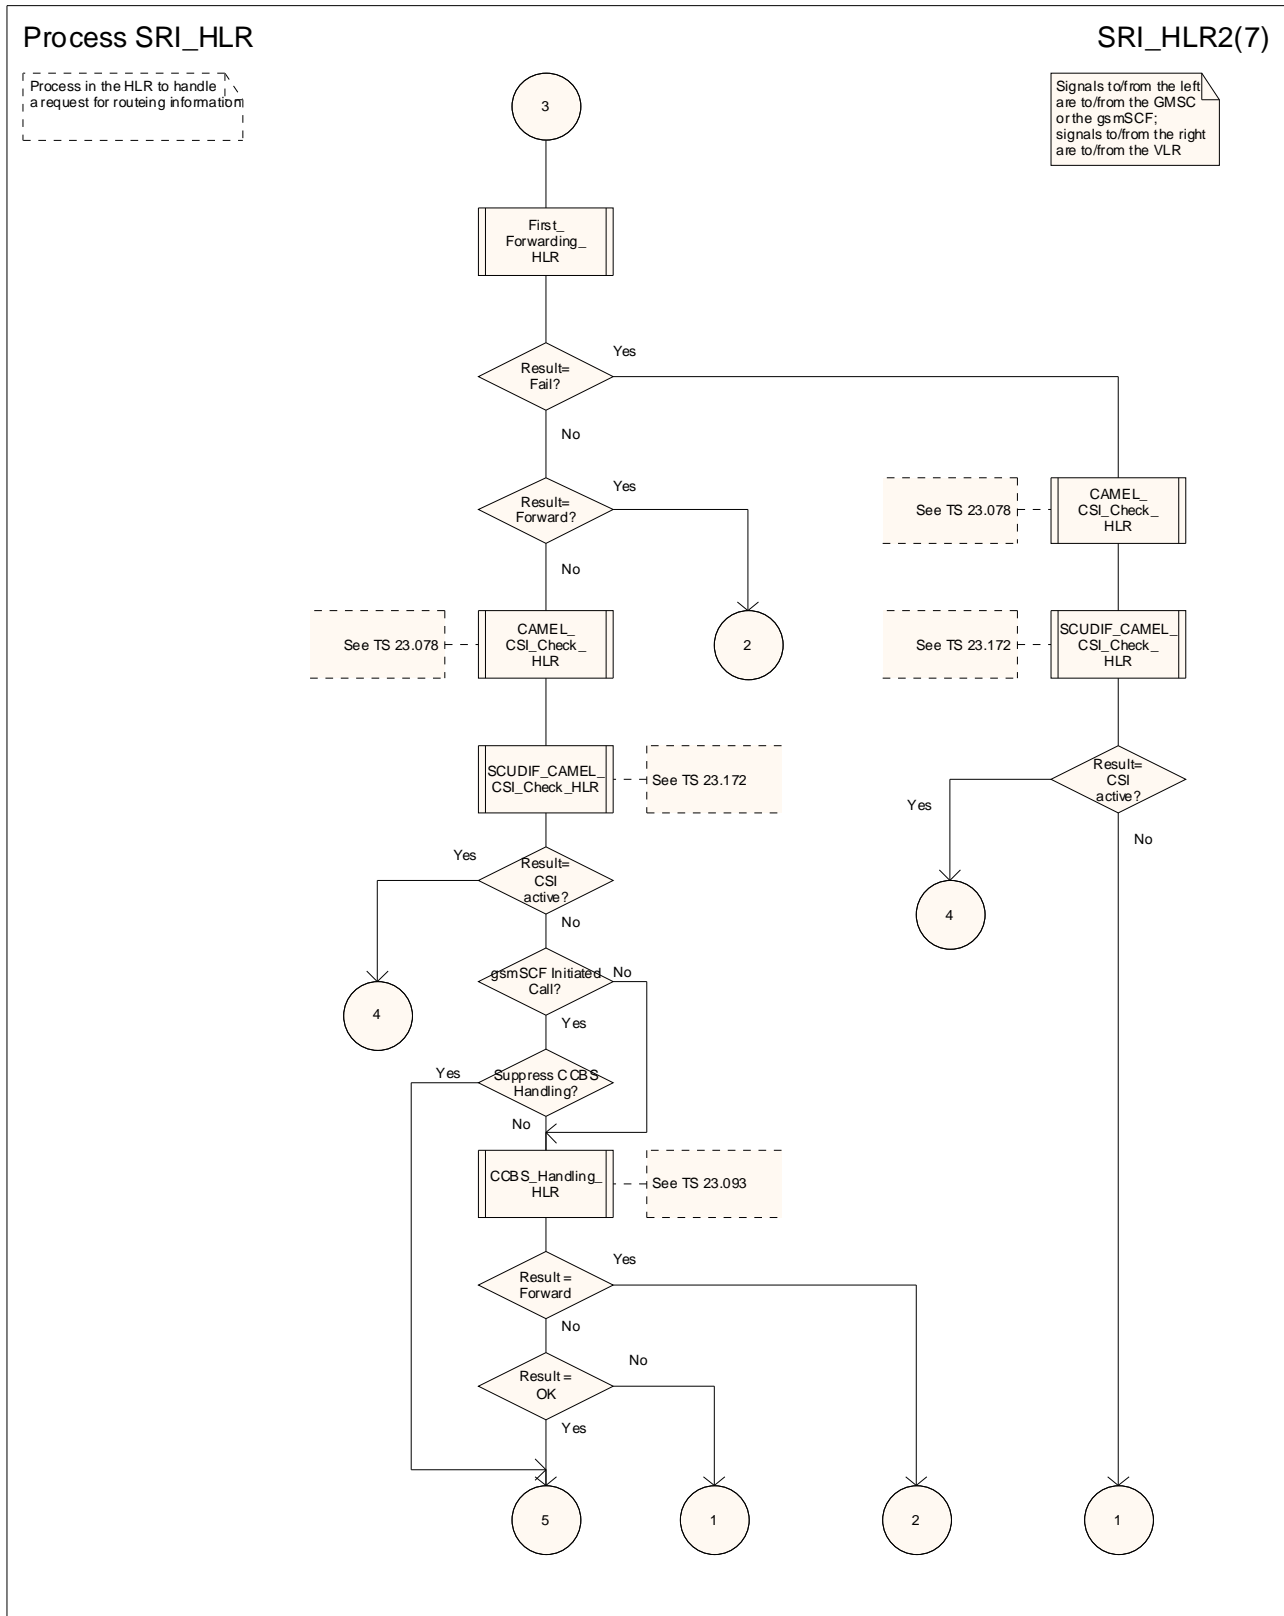 Process SRI_HLR
SRI_HLR2(7)
Process in the HLR to handle
a request for routeing information
Signals to/from the left
are to/from the GMSC
or the gsmSCF;
signals to/from the right
are to/from the VLR
3
First_
Forwarding_
HLR
Result=
Fail?
Yes
No
Result=
Forward?
Yes
No
See TS 23.078
CAMEL_
CSI_Check_
HLR
See TS 23.078
CAMEL_
CSI_Check_
HLR
2
See TS 23.172
SCUDIF_CAMEL_
CSI_Check_
HLR
SCUDIF_CAMEL_
CSI_Check_HLR
See TS 23.172
Result=
CSI
active?
Yes
No
Yes
Result=
CSI
active?
No
4
gsmSCF Initiated
Call?
No
Yes
4
Yes
Suppress CCBS
Handling?
No
CCBS_Handling_
HLR
See TS 23.093
Result =
Forward
Yes
No
Result =
OK
No
Yes
5
1
2
1